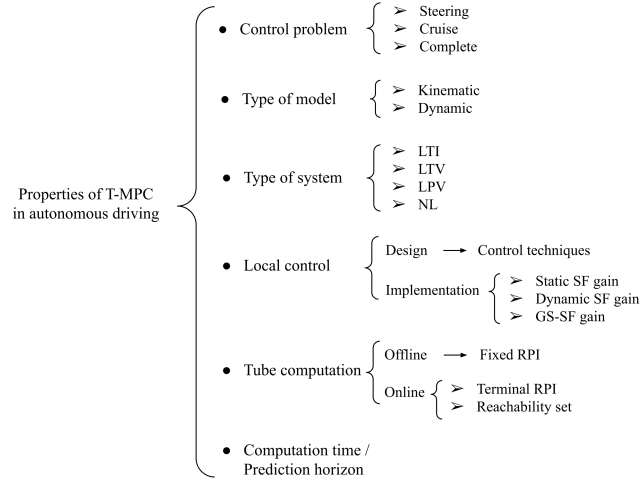 Properties of T-MPC
in autonomous driving
Control problem
Steering
Cruise
Complete
Type of model
Kinematic
Dynamic
Type of system
LTI
LTV
LPV
NL
Local control
Design
Control techniques
Implementation
Static SF gain
Dynamic SF gain
GS-SF gain
Tube computation
Offline
Fixed RPI
Online
Terminal RPI
Reachability set
Computation time /
Prediction horizon